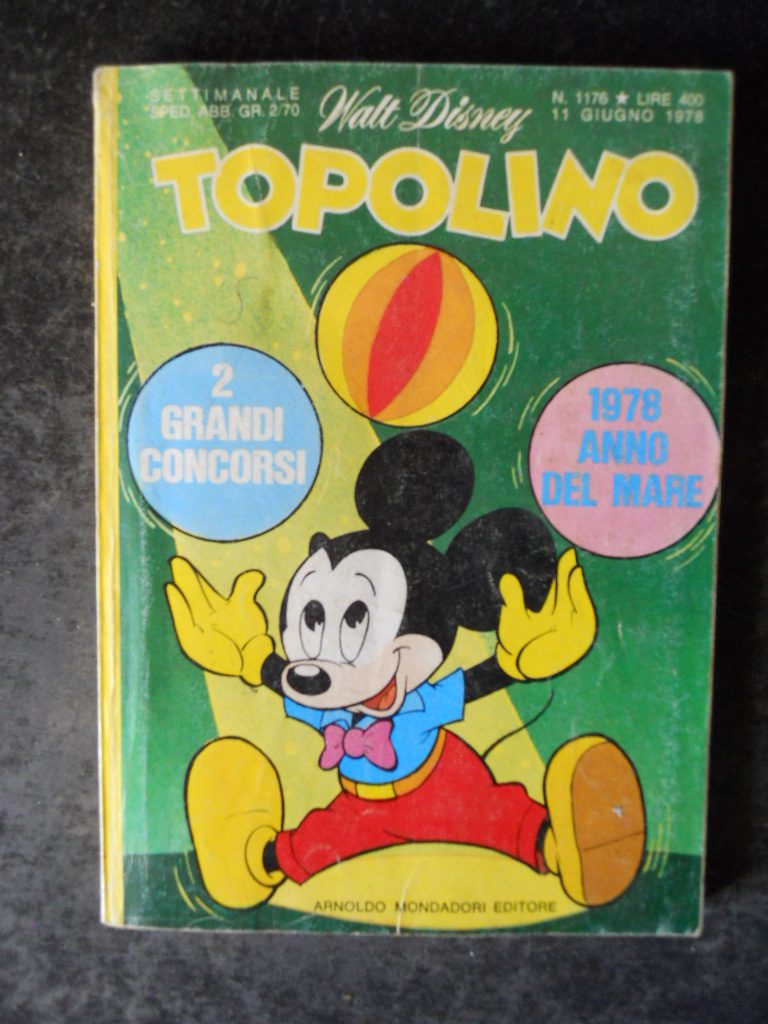 SETTIMANALE
SPED. ABB. GR. 2/70
Walt Disney
N. 1176 ★ LIRE 400
11 GIUGNO 1978
TOPOLINO
2
GRANDI
CONCORSI
1978
ANNO
DEL MARE
ARNOLDO MONDADORI EDITORE